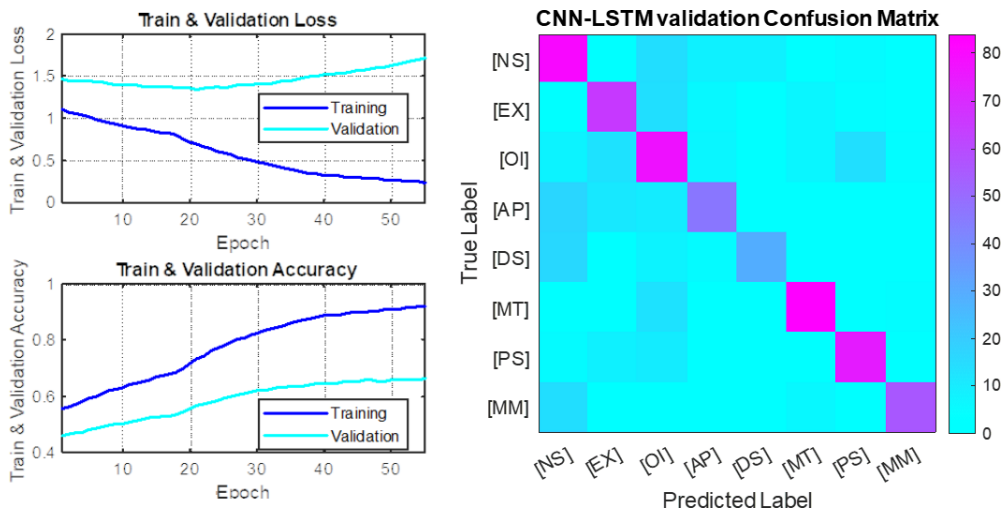 Train & Validation Loss
Train & Validation Loss
2
1.5
1
0.5
0
Training
Validation
10 20 30 40 50
Epoch
Train & Validation Accuracy
Train & Validation Accuracy
1
0.8
0.6
0.4
Training
Validation
10 20 30 40 50
Epoch
CNN-LSTM validation Confusion Matrix
True Label
[NS]
[EX]
[OI]
[AP]
[DS]
[MT]
[PS]
[MM]
[NS] [EX] [OI] [AP] [DS] [MT] [PS] [MM]
Predicted Label
80
70
60
50
40
30
20
10
0